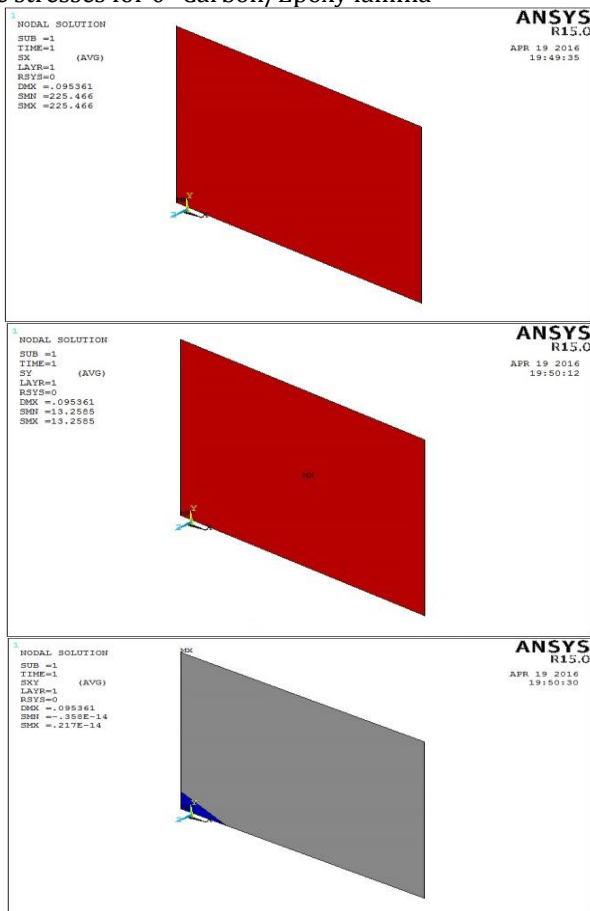 stresses for 0° Carbon/Epoxy lamina
1
NODAL SOLUTION
SUB =1
TIME=1
SX (AVG)
LAYR=1
RSYS=0
DMX =.095361
SMN =225.466
SMX =225.466
ANSYS
R15.0
APR 19 2016
19:49:35
Y
Z
1
NODAL SOLUTION
SUB =1
TIME=1
SY (AVG)
LAYR=1
RSYS=0
DMX =.095361
SMN =13.2585
SMX =13.2585
ANSYS
R15.0
APR 19 2016
19:50:12
MX
Y
Z
1
NODAL SOLUTION
SUB =1
TIME=1
SXY (AVG)
LAYR=1
RSYS=0
DMX =.095361
SMN =-.358E-14
SMX =.217E-14
ANSYS
R15.0
APR 19 2016
19:50:30
MX
Z